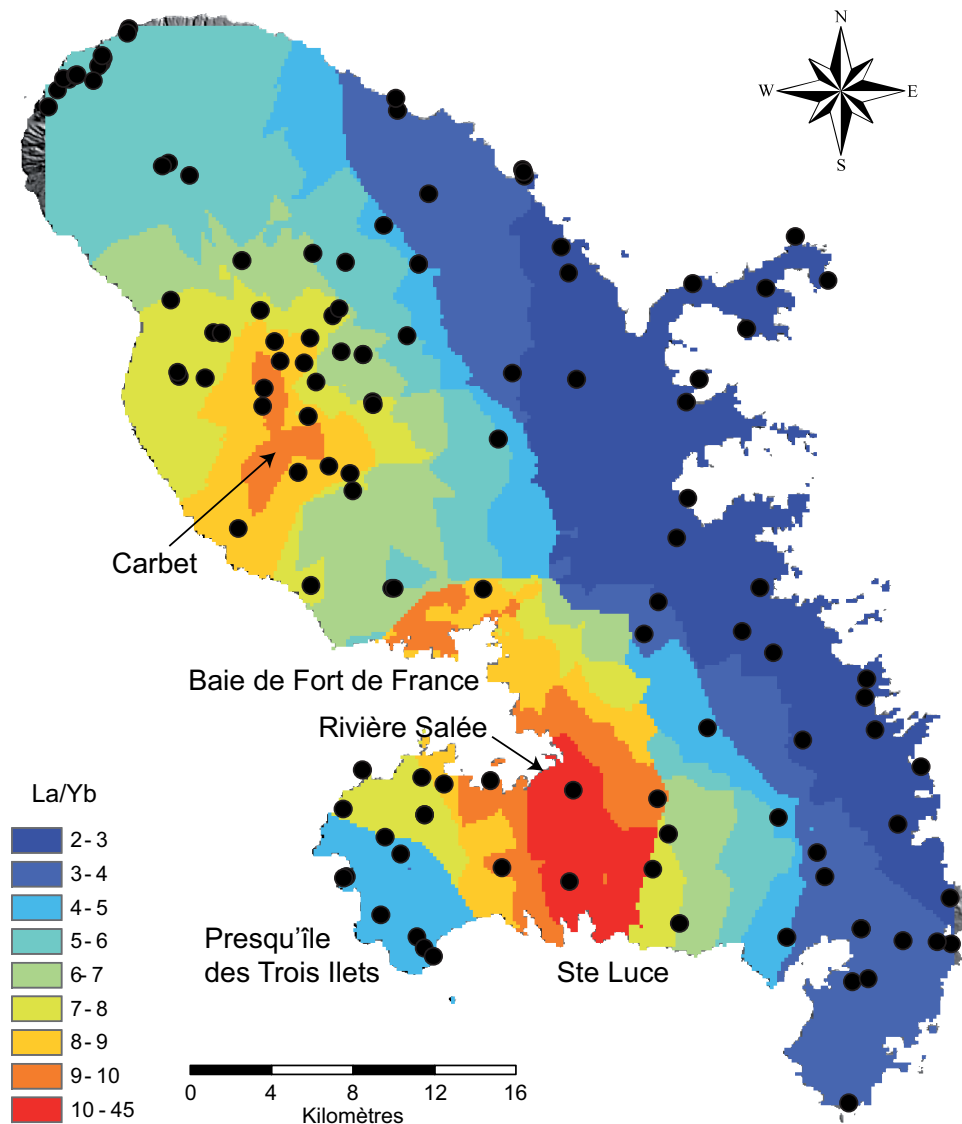 N
W E
S
Carbet
Baie de Fort de France
Rivière Salée
La/Yb
2 - 3
3 - 4
4 - 5
5 - 6
6 - 7
7 - 8
8 - 9
9 - 10
10 - 45
Presqu'île
des Trois Ilets
Ste Luce
0 4 8 12 16
Kilomètres